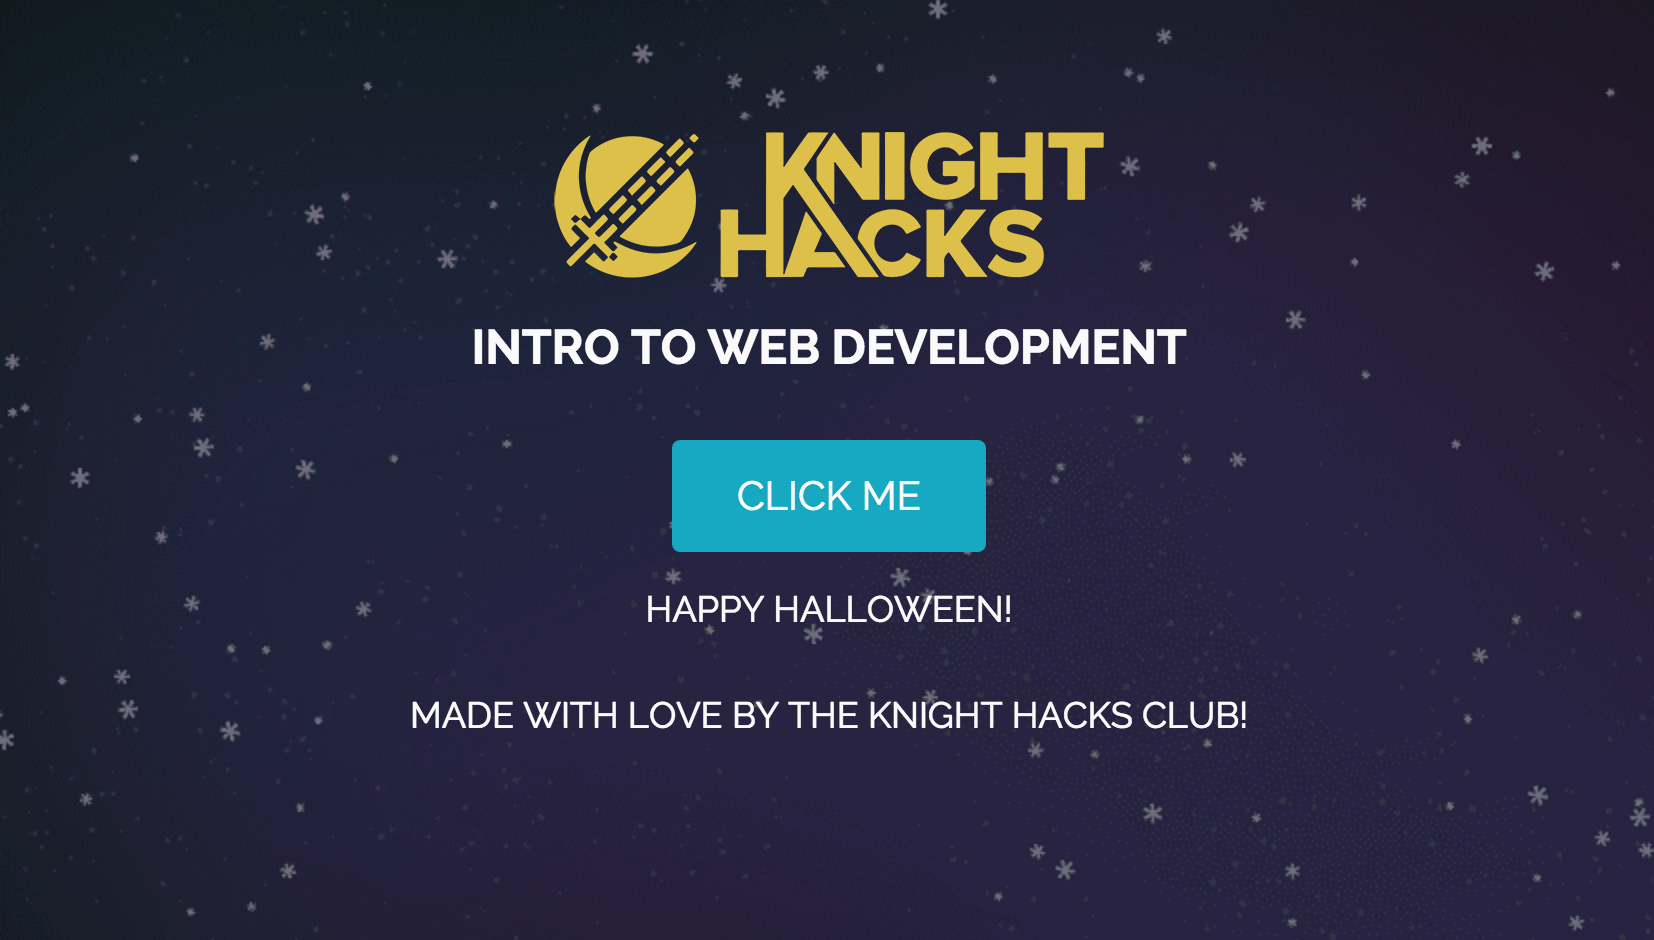 KNIGHT
HACKS
INTRO TO WEB DEVELOPMENT
CLICK ME
HAPPY HALLOWEEN!
MADE WITH LOVE BY THE KNIGHT HACKS CLUB!